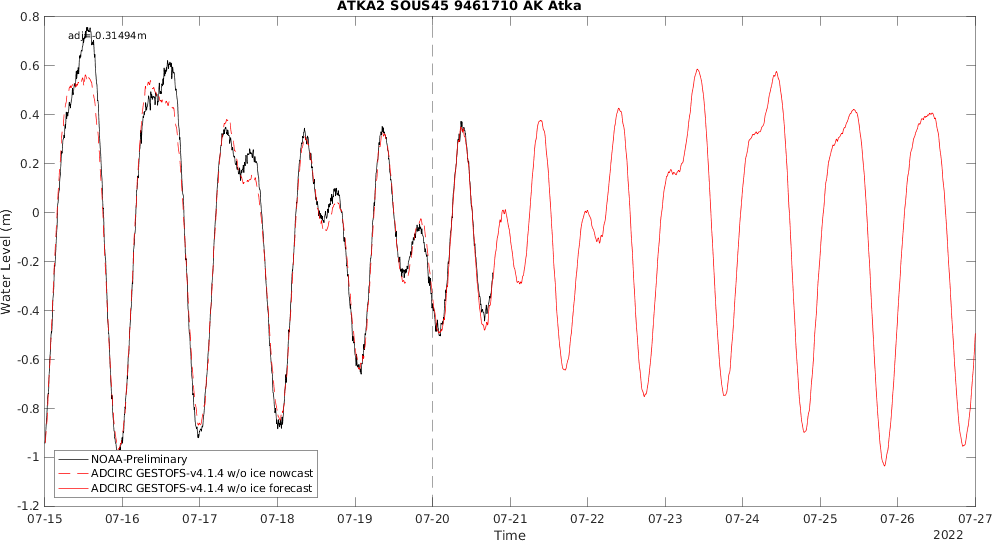 ATKA2 SOUS45 9461710 AK Atka
adj=-0.31494m
0.8
0.6
0.4
0.2
0
-0.2
-0.4
-0.6
-0.8
-1
-1.2
Water Level (m)
NOAA-Preliminary
ADCIRC GESTOFS-v4.1.4 w/o ice nowcast
ADCIRC GESTOFS-v4.1.4 w/o ice forecast
07-15 07-16 07-17 07-18 07-19 07-20 07-21 07-22 07-23 07-24 07-25 07-26 07-27
Time
2022